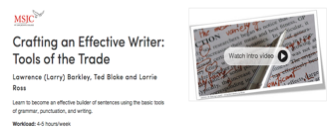 MSJC
Crafting an Effective Writer:
Tools of the Trade
Lawrence (Larry) Barkley, Ted Blake and Lorrie
Ross
Learn to become an effective builder of sentences using the basic tools
of grammar, punctuation, and writing.
Workload: 4-5 hours/week
Watch intro video